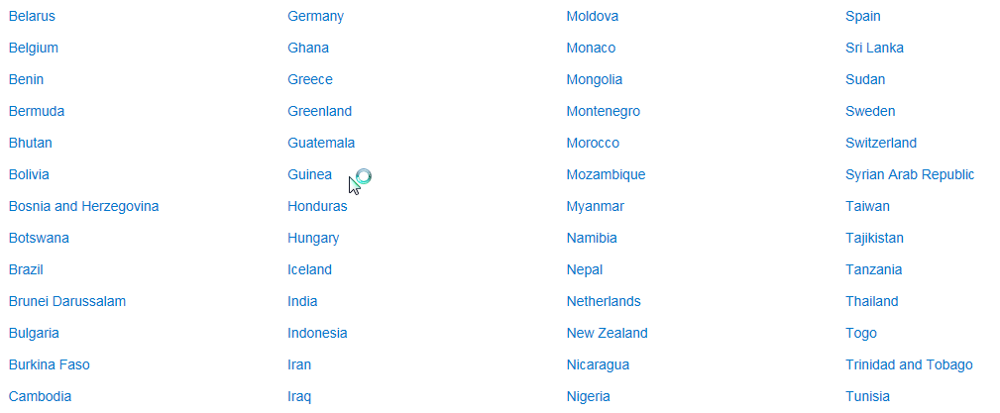 Belarus
Belgium
Benin
Bermuda
Bhutan
Bolivia
Bosnia and Herzegovina
Botswana
Brazil
Brunei Darussalam
Bulgaria
Burkina Faso
Cambodia
Germany
Ghana
Greece
Greenland
Guatemala
Guinea
Honduras
Hungary
Iceland
India
Indonesia
Iran
Iraq
Moldova
Monaco
Mongolia
Montenegro
Morocco
Mozambique
Myanmar
Namibia
Nepal
Netherlands
New Zealand
Nicaragua
Nigeria
Spain
Sri Lanka
Sudan
Sweden
Switzerland
Syrian Arab Republic
Taiwan
Tajikistan
Tanzania
Thailand
Togo
Trinidad and Tobago
Tunisia